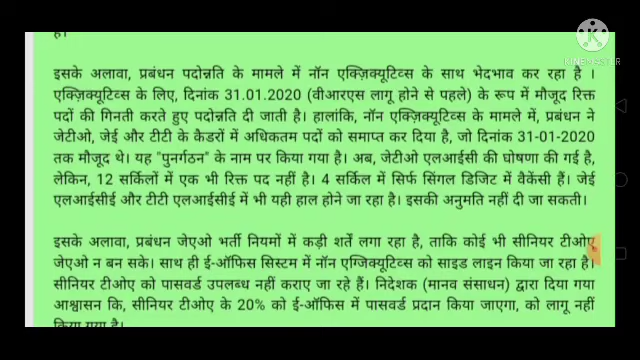 है।
इसके अलावा, प्रबंधन पदोन्नति के मामले में नॉन एक्ज़िक्यूटिव्स के साथ भेदभाव कर रहा है ।
एक्ज़िक्यूटिव्स के लिए, दिनांक 31.01.2020 (वीआरएस लागू होने से पहले) के रूप में मौजूद रिक्त
पदों की गिनती करते हुए पदोन्नति दी जाती है। हालांकि, नॉन एक्ज़िक्यूटिव्स के मामले में, प्रबंधन ने
जेटीओ, जेई और टीटी के कैडरों में अधिकतम पदों को समाप्त कर दिया है, जो दिनांक 31-01-2020
तक मौजूद थे। यह "पुनर्गठन" के नाम पर किया गया है। अब, जेटीओ एलआईसी की घोषणा की गई है,
लेकिन, 12 सर्किलों में एक भी रिक्त पद नहीं है। 4 सर्किल में सिर्फ सिंगल डिजिट में वैकेंसी हैं। जेई
एलआईसीई और टीटी एलआईसीई में भी यही हाल होने जा रहा है। इसकी अनुमति नहीं दी जा सकती।
इसके अलावा, प्रबंधन जेएओ भर्ती नियमों में कड़ी शर्ते लगा रहा है, ताकि कोई भी सीनियर टीओए
जेएओ न बन सके। साथ ही ई-ऑफिस सिस्टम में नॉन एग्जिक्यूटिव्स को साइड लाइन किया जा रहा है।
सीनियर टीओए को पासवर्ड उपलब्ध नहीं कराए जा रहे हैं। निदेशक (मानव संसाधन) द्वारा दिया गया
आश्वासन कि, सीनियर टीओए के 20% को ई-ऑफिस में पासवर्ड प्रदान किया जाएगा, को लागू नहीं
किया गया है।
KINEMASTER